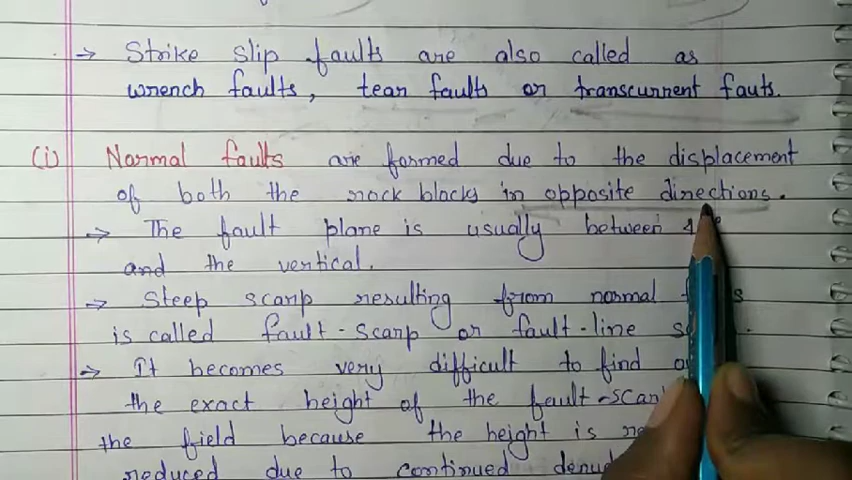 → Strike slip faults are also called as
wrench faults, tear faults or transcurrent fauts.
(i) Normal faults are formed due to the displacement
of both the rock blocks in opposite directions.
→ The fault plane is usually between
and the vertical.
→ Steep scarp resulting from normal
is called fault-scarp or fault-line
→ It becomes very difficult to find
the exact height of the fault-scarp
the field because the height is
reduced due to continued